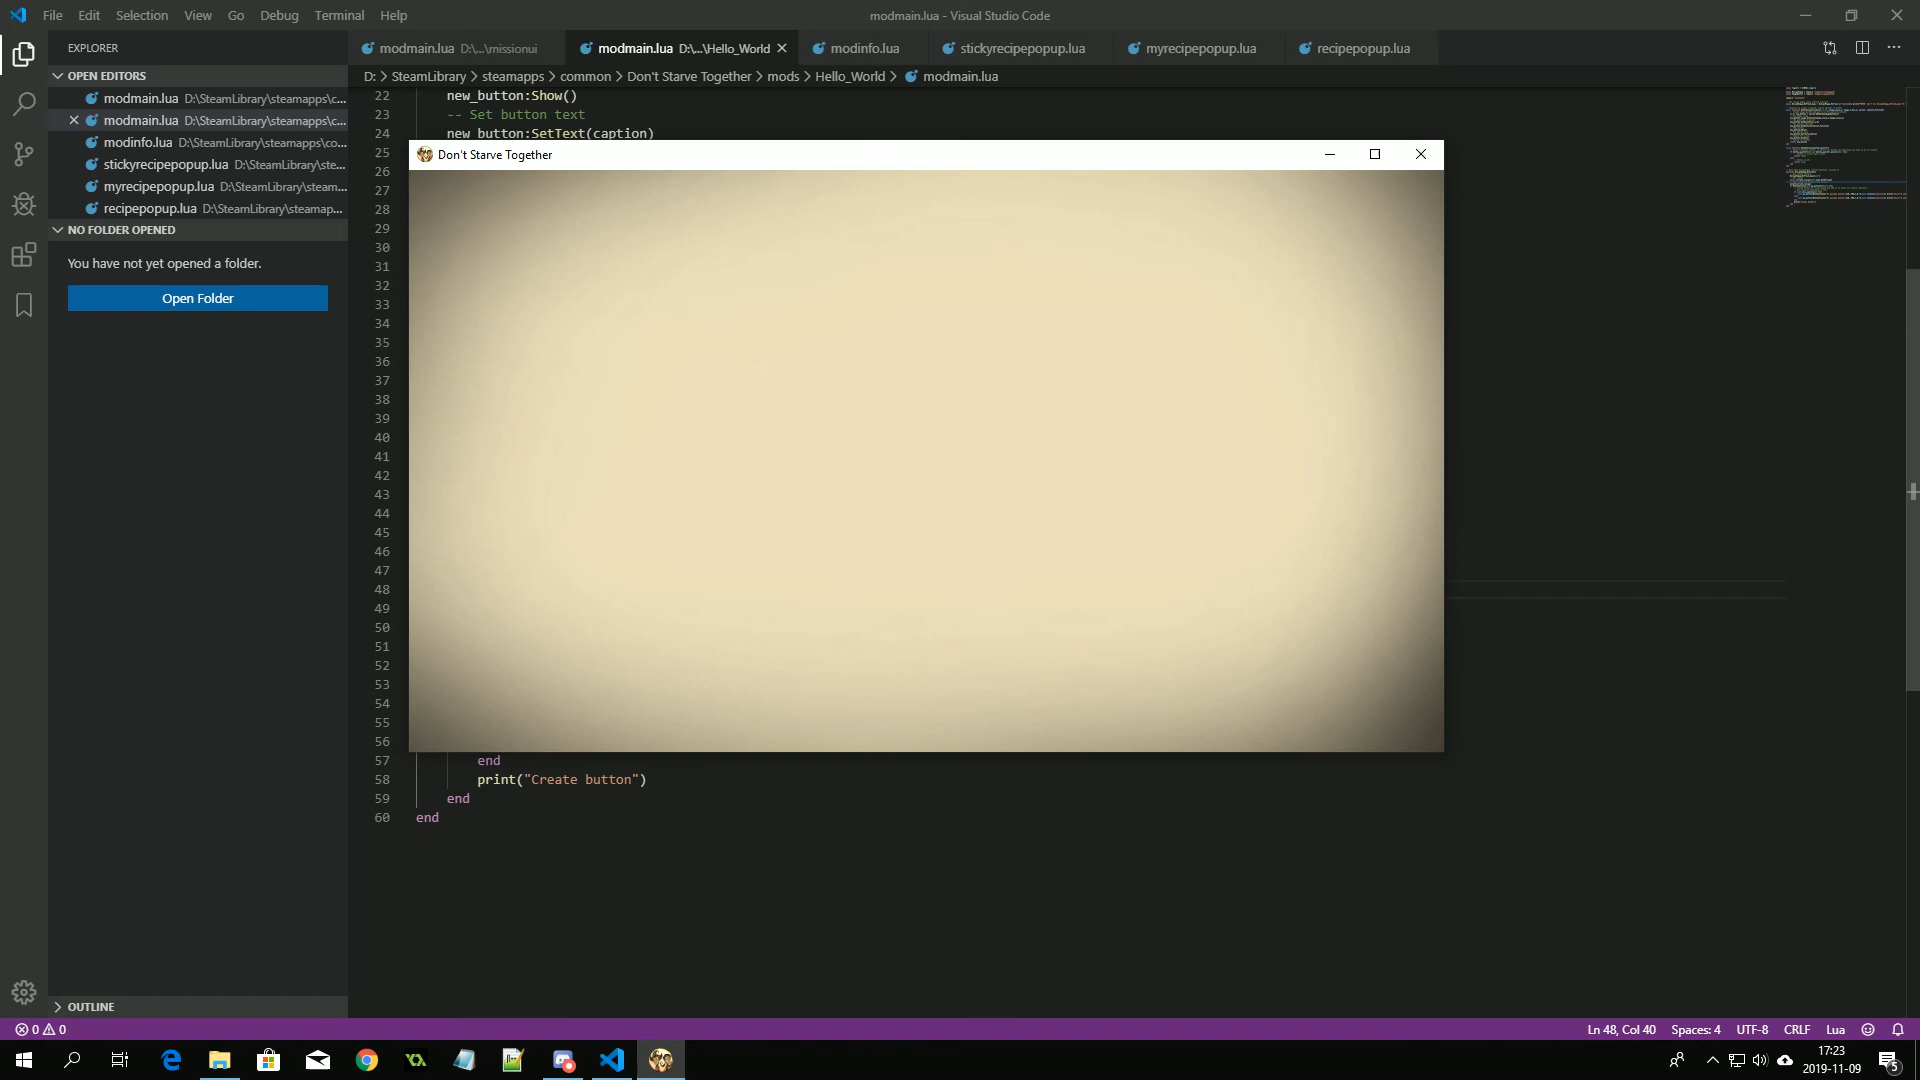 File Edit Selection View Go Debug Terminal Help
modmain.lua - Visual Studio Code
EXPLORER
modmain.lua D:\...\missionui
modmain.lua D:\...\Hello_World
modinfo.lua
stickyrecipepopup.lua
myrecipepopup.lua
recipepopup.lua
OPEN EDITORS
D: > SteamLibrary > steamapps > common > Don't Starve Together > mods > Hello_World > modmain.lua
modmain.lua D:\SteamLibrary\steamapps\c...
modmain.lua D:\SteamLibrary\steamapps\c...
modinfo.lua D:\SteamLibrary\steamapps\co...
stickyrecipepopup.lua D:\SteamLibrary\ste...
myrecipepopup.lua D:\SteamLibrary\steam...
recipepopup.lua D:\SteamLibrary\steamap...
NO FOLDER OPENED
You have not yet opened a folder.
Open Folder
OUTLINE
22 new_button:Show()
23 -- Set button text
24 new_button:SetText(caption)
25
Don't Starve Together
26
27
28
29
30
31
32
33
34
35
36
37
38
39
40
41
42
43
44
45
46
47
48
49
50
51
52
53
54
55
56
57 end
58 print("Create button")
59 end
60 end
0 0
Ln 48, Col 40 Spaces: 4 UTF-8 CRLF Lua
17:23
2019-11-09
5